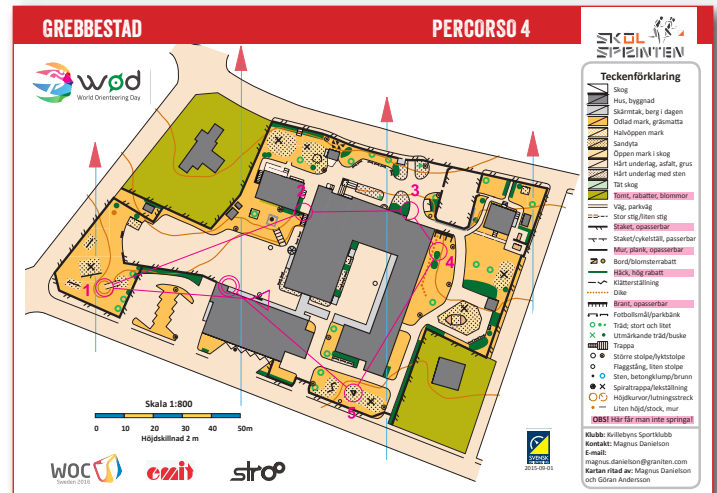 GREBBESTAD
PERCORSO 4
SKOL
SPRINTEN
wod
World Orienteering Day
Teckenförklaring
Skog
Hus, byggnad
Skärmtak, berg i dagen
Odlad mark, gräsmatta
Halvöppen mark
Sandyta
Öppen mark i skog
Hårt underlag, asfalt, grus
Hårt underlag med sten
Tät skog
Tomt, rabatter, blommor
Väg, parkväg
Stor stig/liten stig
Staket, opasserbar
Staket/cykelställ, passerbar
Mur, plank, opasserbar
Bord/blomsterrabatt
Häck, hög rabatt
Klätterställning
Dike
Brant, opasserbar
Fotbollsmål/parkbänk
Träd; stort och litet
Utmärkande träd/buske
Trappa
Större stolpe/lyktstolpe
Flaggstång, liten stolpe
Sten, betongklump/brunn
Spiraltrappa/lekställning
Höjdkurvor/lutningsstreck
Liten höjd/stock, mur
OBS! Här får man inte springa!
Klubb: Kvillebyns Sportklubb
Kontakt: Magnus Danielson
E-mail:
magnus.danielson@graniten.com
Kartan ritad av: Magnus Danielson
och Göran Andersson
1
2
3
4
5
Skala 1:800
0 10 20 30 40 50m
Höjdskillnad 2 m
WOC
Sweden 2016
emit
stroo
SVENSK
2015-09-01